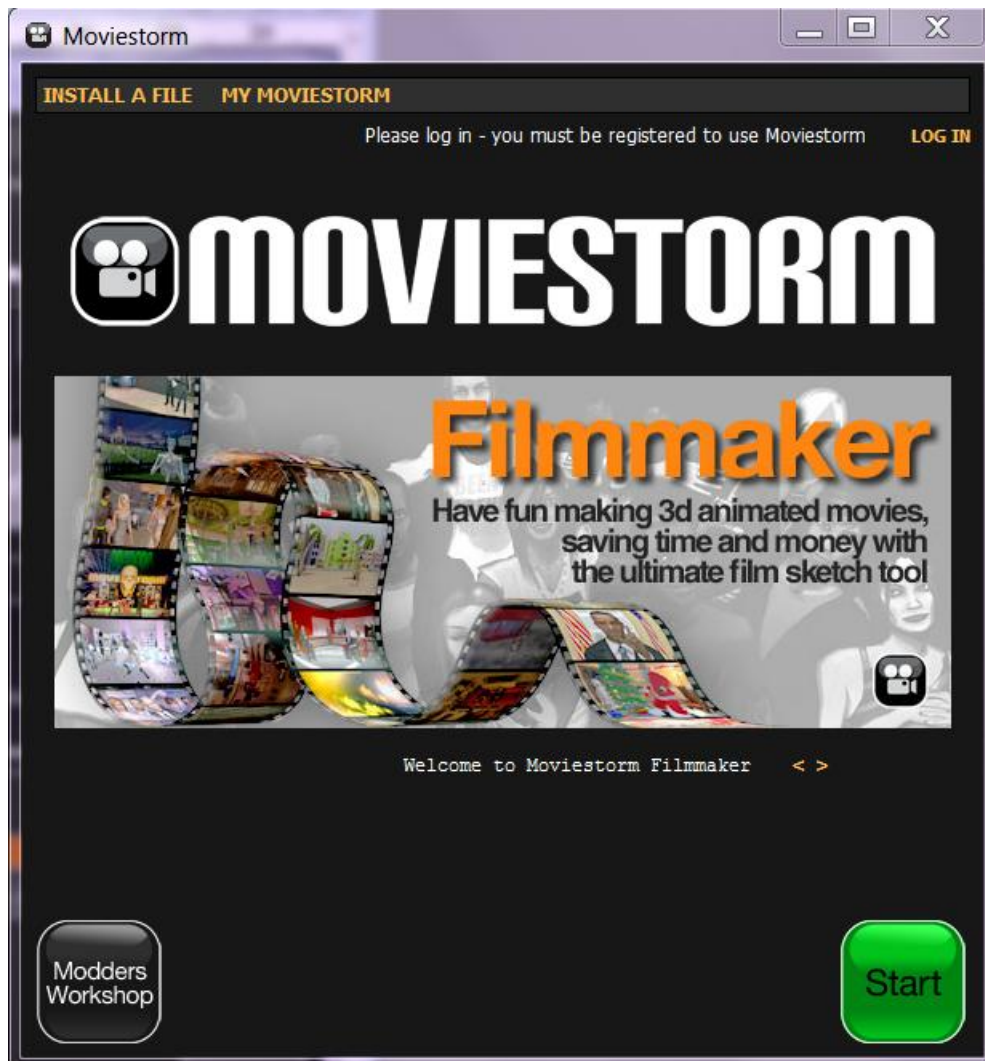 Moviestorm
INSTALL A FILE MY MOVIESTORM
Please log in - you must be registered to use Moviestorm LOG IN
MOVIESTORM
Filmmaker
Have fun making 3d animated movies,
saving time and money with
the ultimate film sketch tool
Welcome to Moviestorm Filmmaker < >
Modders
Workshop
Start